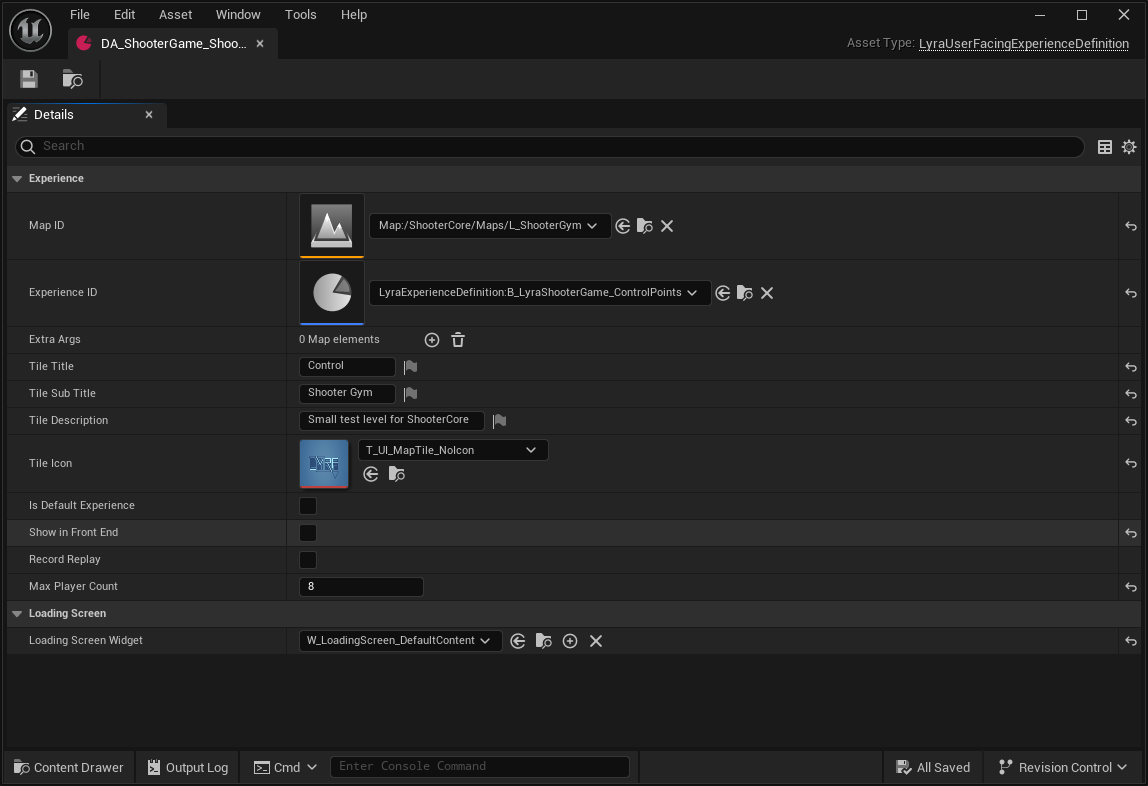 File Edit Asset Window Tools Help
DA_ShooterGame_Shoo...
Asset Type: LyraUserFacingExperienceDefinition
Details
Search
Experience
Map ID Map:/ShooterCore/Maps/L_ShooterGym
Experience ID LyraExperienceDefinition:B_LyraShooterGame_ControlPoints
Extra Args 0 Map elements
Tile Title Control
Tile Sub Title Shooter Gym
Tile Description Small test level for ShooterCore
Tile Icon T_UI_MapTile_NoIcon
Is Default Experience
Show in Front End
Record Replay
Max Player Count 8
Loading Screen
Loading Screen Widget W_LoadingScreen_DefaultContent
Content Drawer Output Log Cmd Enter Console Command All Saved Revision Control